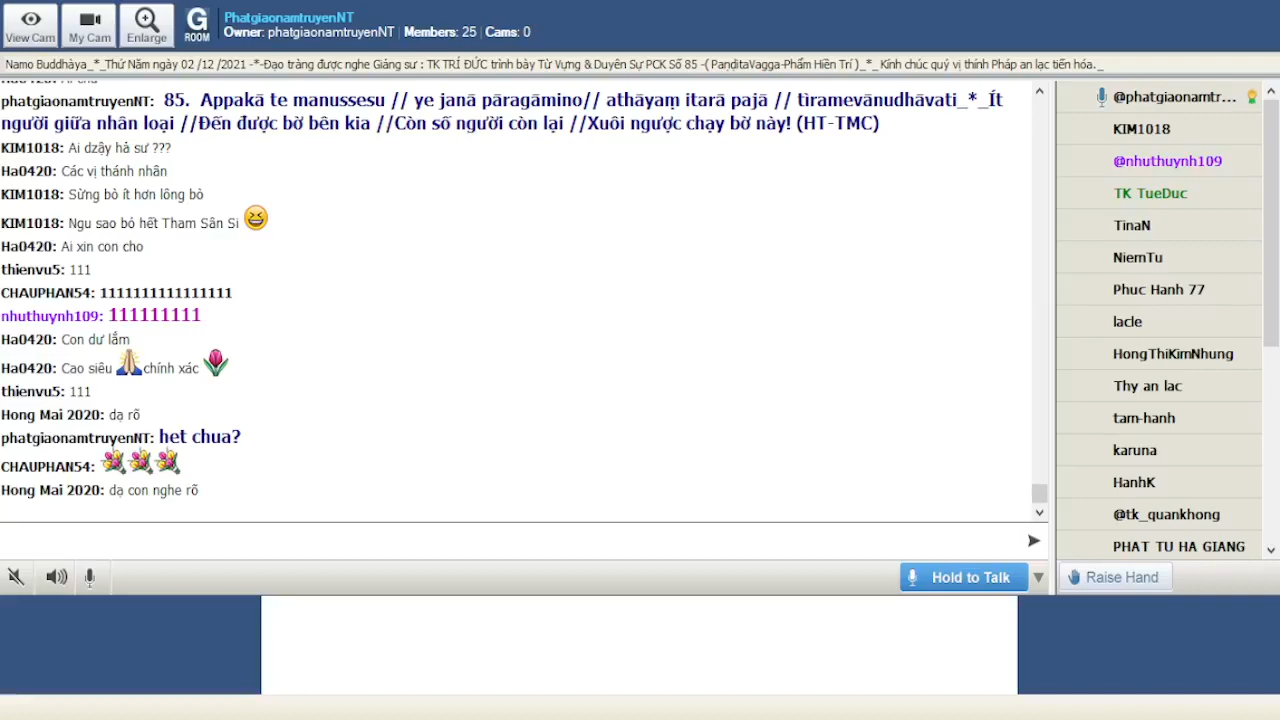 View Cam
My Cam
Enlarge
G
ROOM
PhatgiaonamtruyenNT
Owner: phatgiaonamtruyenNT | Members: 25 | Cams: 0
Namo Buddhàya_*_Thứ Năm ngày 02 /12 /2021 -*-Đạo tràng được nghe Giảng sư : TK TRÍ ĐỨC trình bày Từ Vựng & Duyên Sự PCK Số 85 -( PanditaVagga-Phẩm Hiền Trí )_*_ Kính chúc quý vị thính Pháp an lạc tiến hóa._
phatgiaonamtruyenNT: 85. Appakā te manussesu // ye janā pāragāmino// athāyaṃ itarā pajā // tìramevānudhāvati_*_Ít
người giữa nhân loại //Đến được bờ bên kia //Còn số người còn lại //Xuôi ngược chạy bờ này! (HT-TMC)
KIM1018: Ai dzậy hả sư ???
Ha0420: Các vị thánh nhân
KIM1018: Sừng bò ít hơn lông bò
KIM1018: Ngu sao bỏ hết Tham Sân Si
Ha0420: Ai xin con cho
thienvu5: 111
CHAUPHAN54: 1111111111111111
nhuthuynh109: 111111111
Ha0420: Con dư lắm
Ha0420: Cao siêu chính xác
thienvu5: 111
Hong Mai 2020: dạ rõ
phatgiaonamtruyenNT: het chua?
CHAUPHAN54:
Hong Mai 2020: dạ con nghe rõ
@phatgiaonamtr...
KIM1018
@nhuthuynh109
TK TueDuc
TinaN
NiemTu
Phuc Hanh 77
lacle
HongThiKimNhung
Thy an lac
tam-hanh
karuna
HanhK
@tk_quankhong
PHAT TU HA GIANG
Hold to Talk
Raise Hand